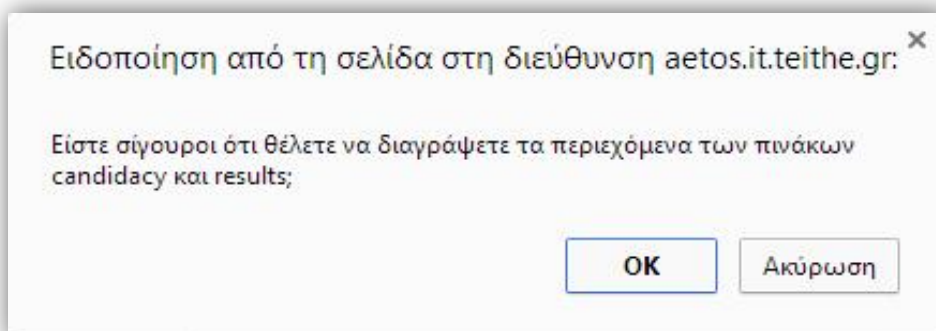 Ειδοποίηση από τη σελίδα στη διεύθυνση aetos.it.teithe.gr:
Είστε σίγουροι ότι θέλετε να διαγράψετε τα περιεχόμενα των πινάκων
candidacy και results;
OK Ακύρωση